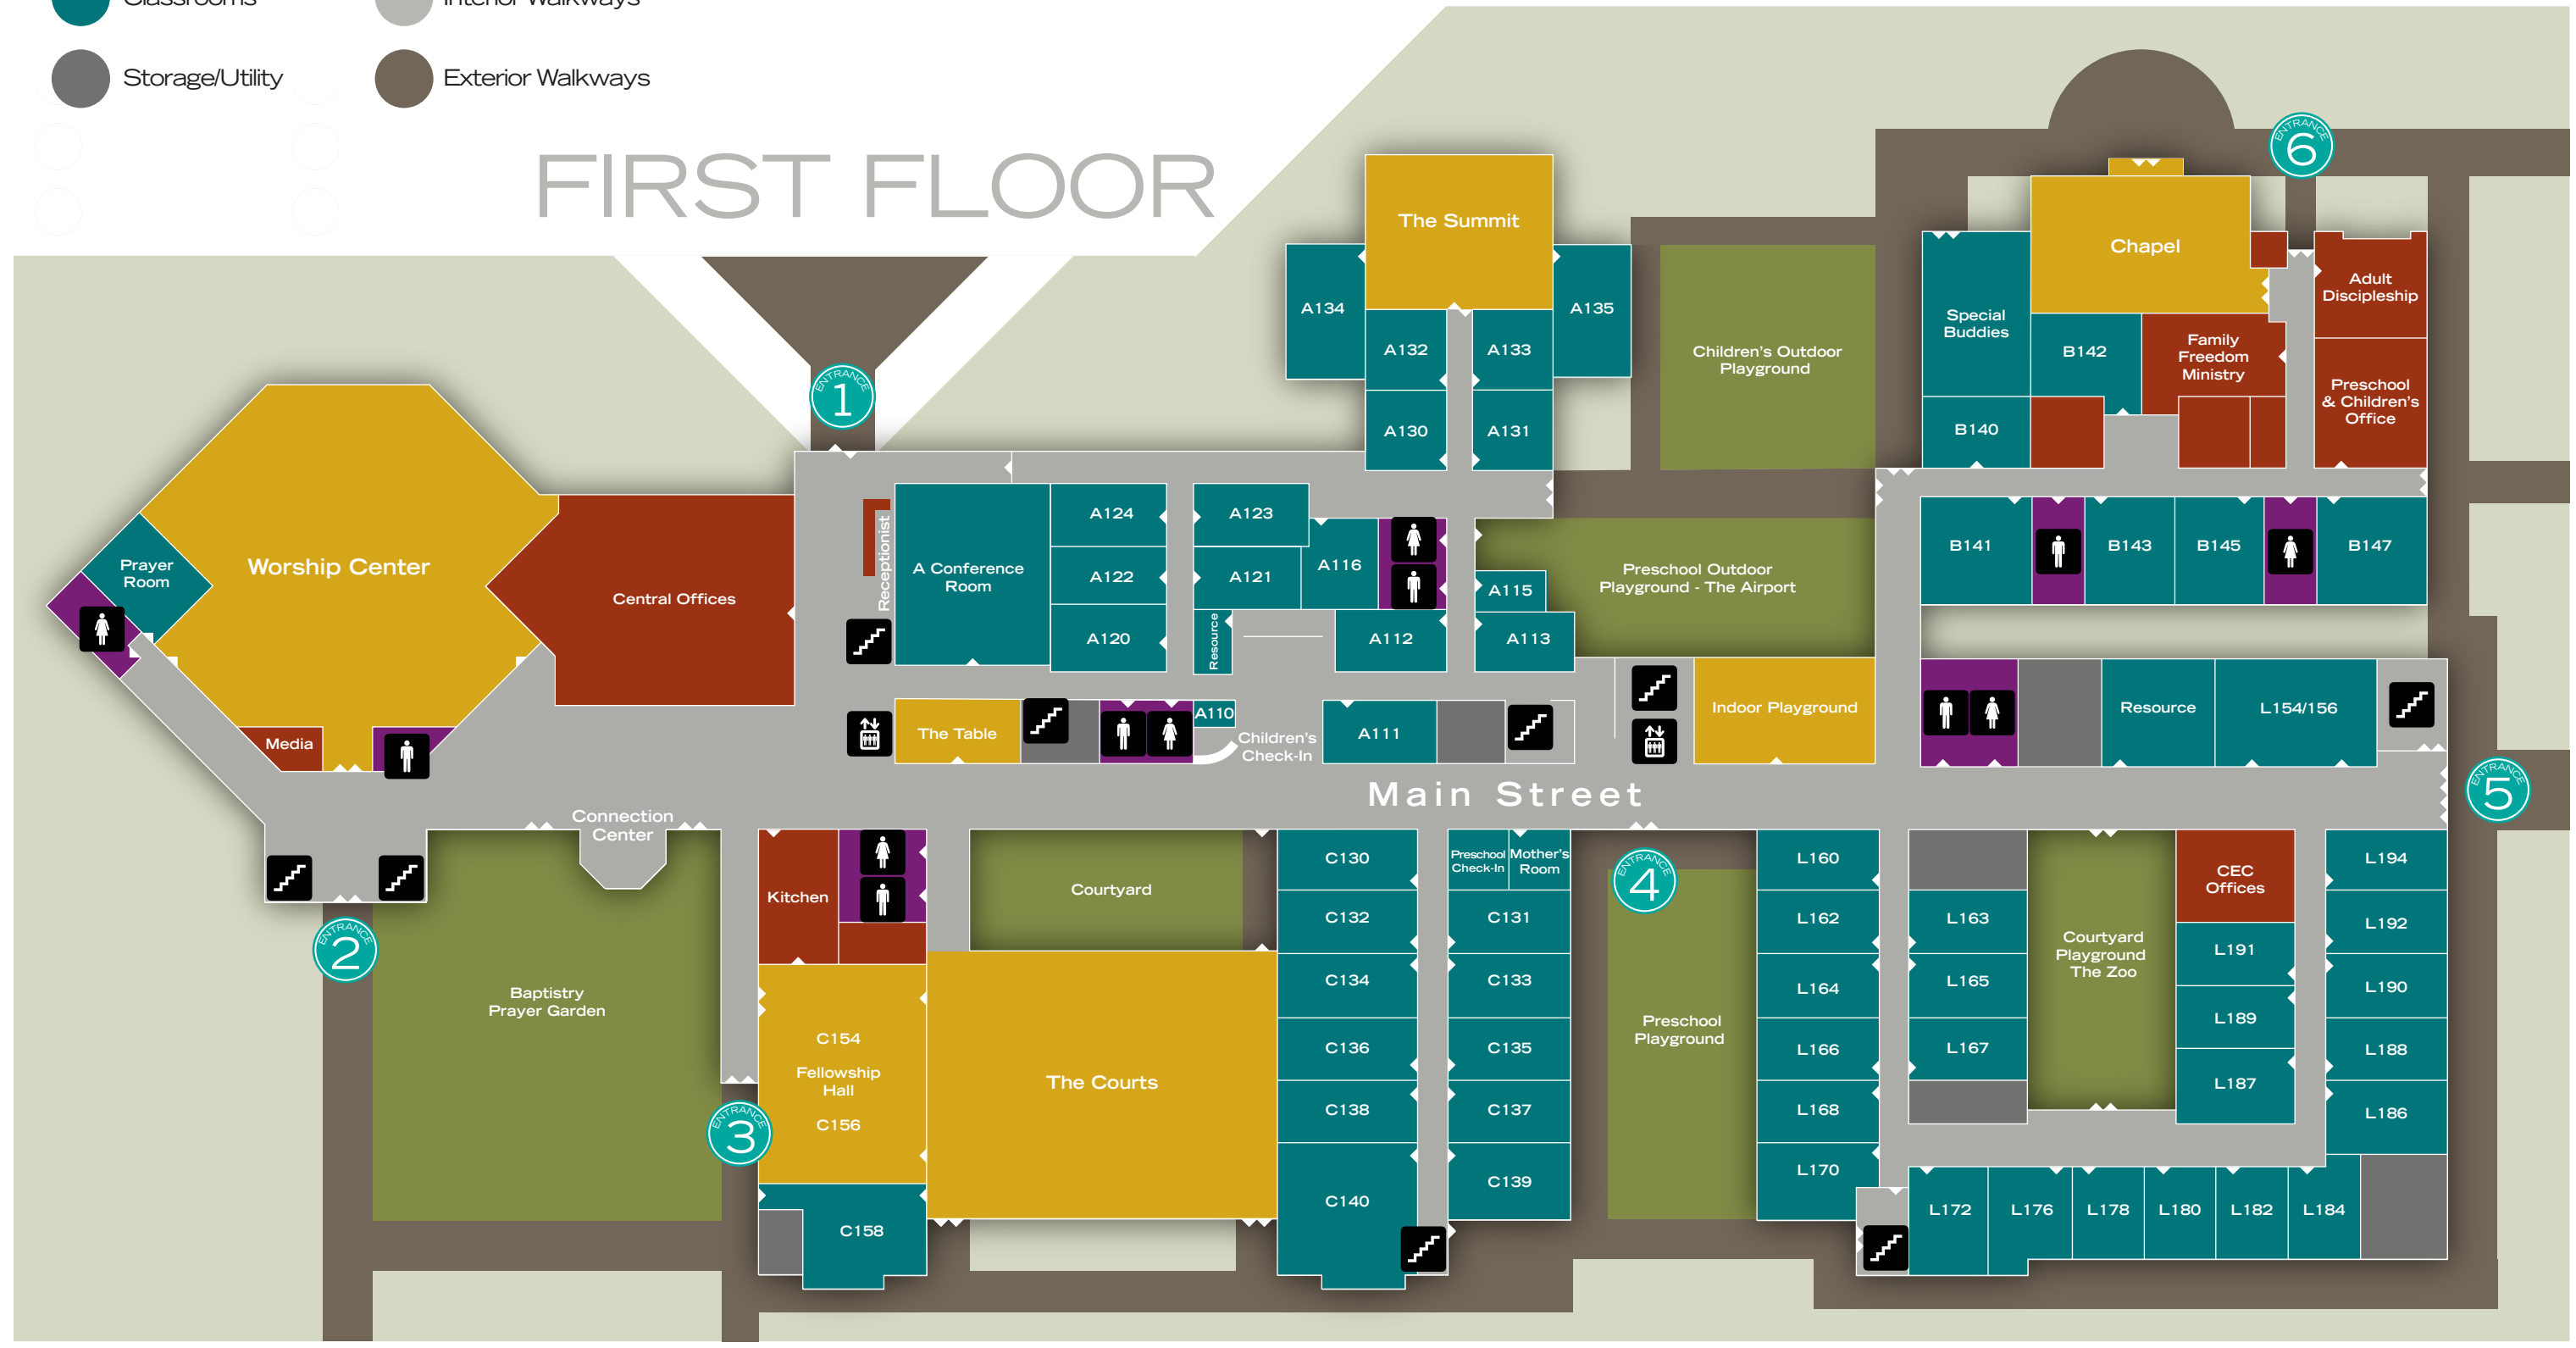 Classrooms
Interior Walkways
Storage/Utility
Exterior Walkways
FIRST FLOOR
ENTRANCE
6
The Summit
Chapel
Adult
Discipleship
A134
A135
Special
Buddies
Family
Freedom
Ministry
B142
A132
A133
Children's Outdoor
Playground
Preschool
& Children's
Office
ENTRANCE
1
A130
A131
B140
A124
A123
Receptionist
A Conference
Room
A122
A121
A116
B141
B143
B145
B147
Prayer
Room
Worship Center
Central Offices
Preschool Outdoor
Playground - The Airport
A115
A120
Resource
A112
A113
Indoor Playground
Resource
L154/156
Media
The Table
A110
Children's
Check-In
A111
Main Street
ENTRANCE
5
Connection
Center
Kitchen
Courtyard
C130
Preschool
Check-In
Mother's
Room
ENTRANCE
4
L160
CEC
Offices
L194
C132
C131
L162
L163
L192
ENTRANCE
2
Courtyard
Playground
The Zoo
L191
Baptistry
Prayer Garden
C134
C133
L164
L165
L190
C154
Fellowship
Hall
C156
The Courts
C136
C135
Preschool
Playground
L166
L167
L189
L188
ENTRANCE
3
C138
C137
L168
L187
L186
C158
C140
C139
L170
L172
L176
L178
L180
L182
L184